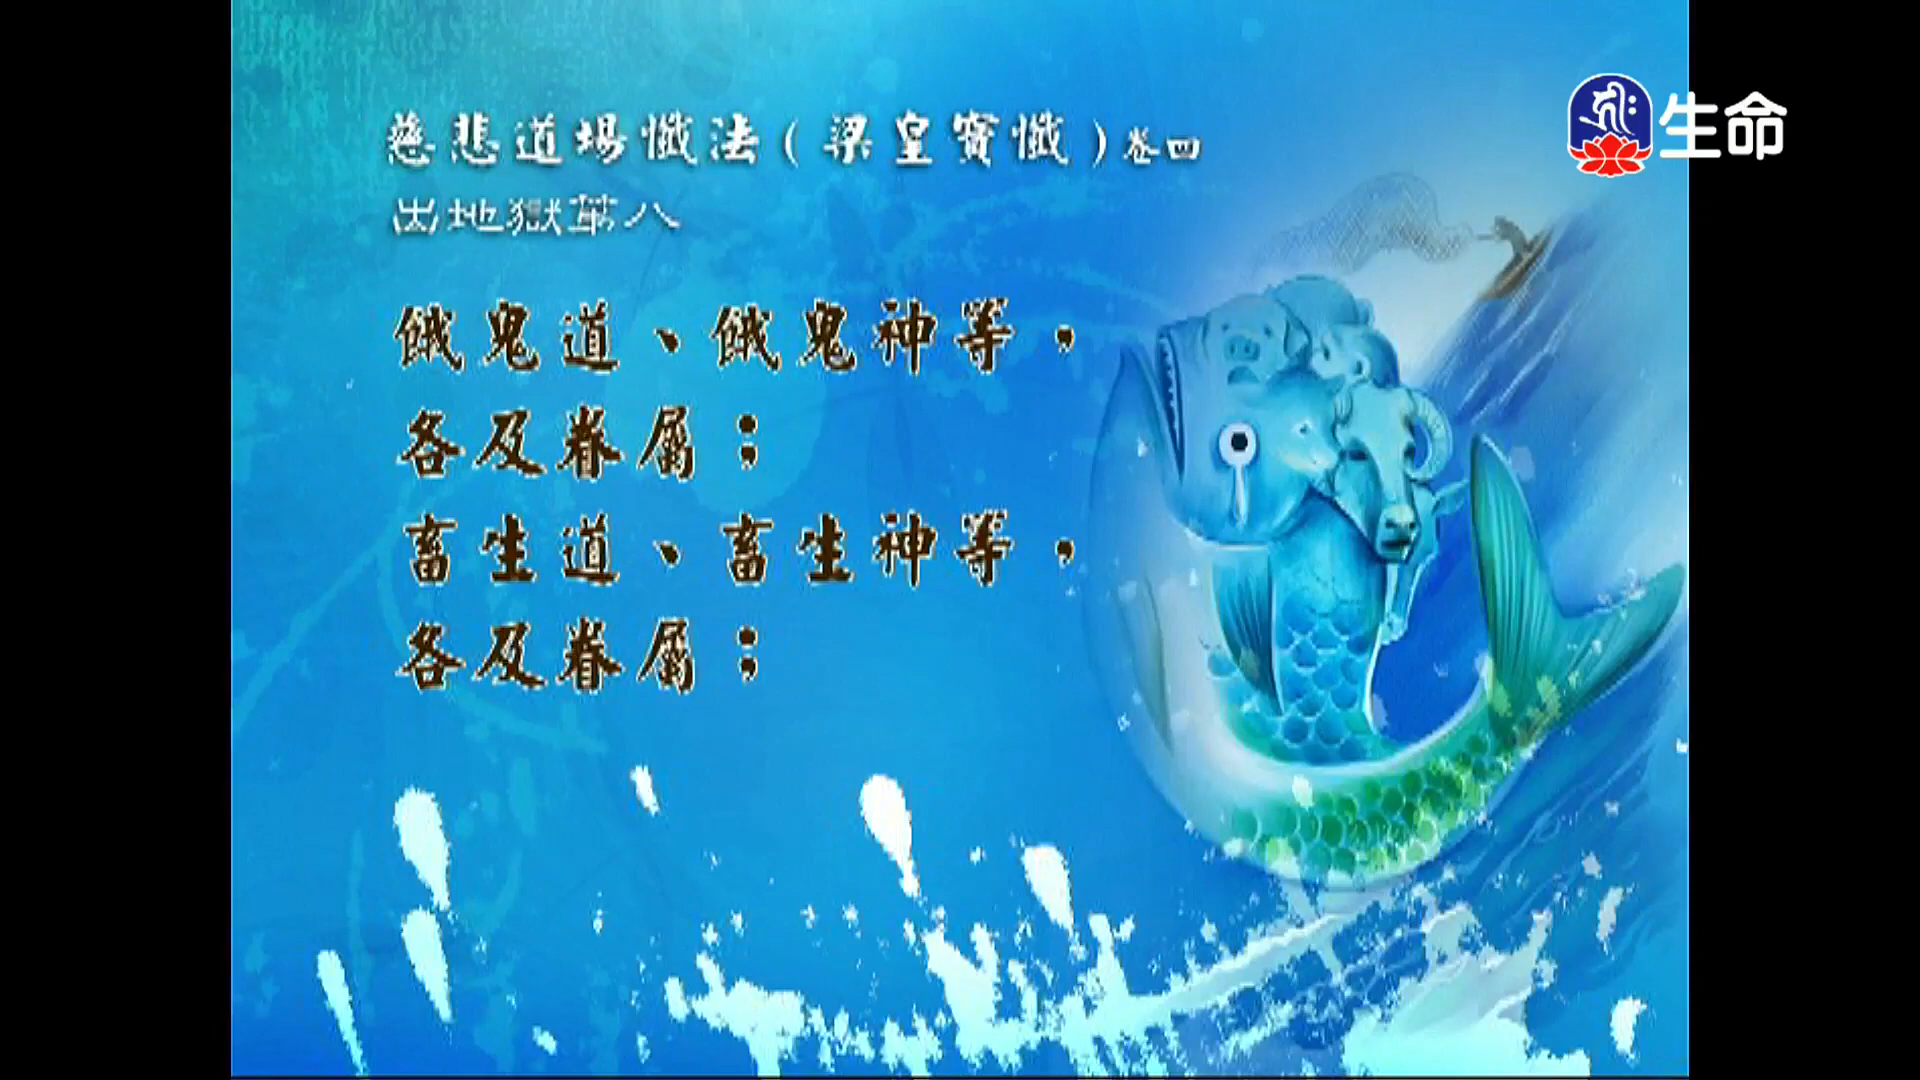 慈悲道場懺法(梁皇寶懺)卷四
出地獄第八
餓鬼道、餓鬼神等，
各及眷屬；
畜生道、畜生神等，
各及眷屬；
生命